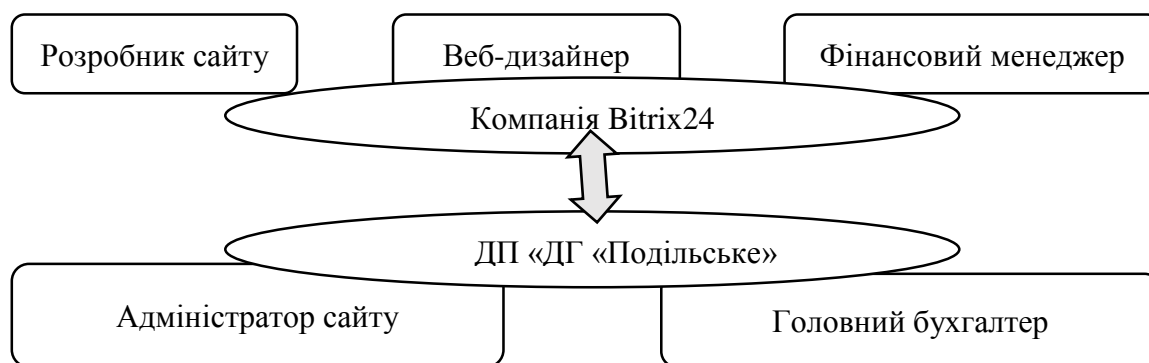 Розробник сайту
Веб-дизайнер
Фінансовий менеджер
Компанія Bitrix24
ДП «ДГ «Подільське»
Адміністратор сайту
Головний бухгалтер